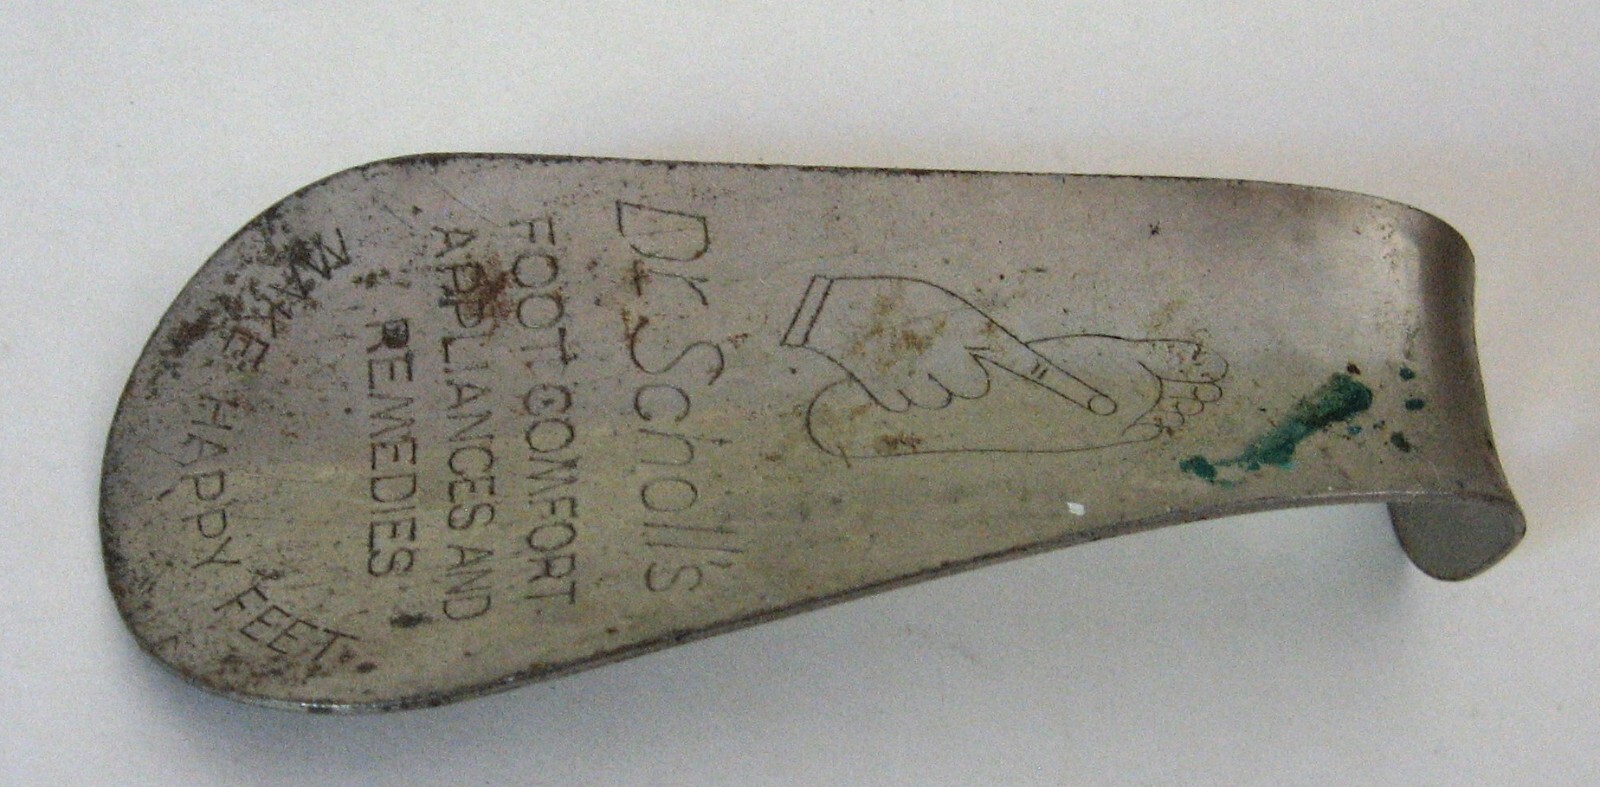 Dr Scholl's
FOOT COMFORT
APPLIANCES AND
REMEDIES
MAKE HAPPY FEET